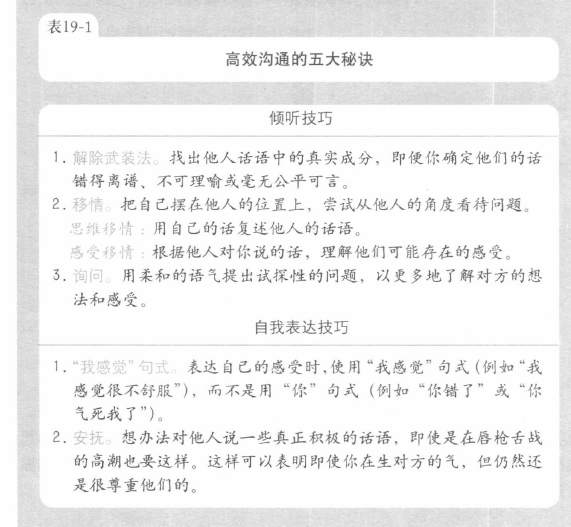 表19-1
高效沟通的五大秘诀
倾听技巧
1. 解除武装法。找出他人话语中的真实成分，即便你确定他们的话
错得离谱、不可理喻或毫无公平可言。
2. 移情。把自己摆在他人的位置上，尝试从他人的角度看待问题。
思维移情：用自己的话复述他人的话语。
感受移情：根据他人对你说的话，理解他们可能存在的感受。
3. 询问。用柔和的语气提出试探性的问题，以更多地了解对方的想
法和感受。
自我表达技巧
1. “我感觉”句式。表达自己的感受时，使用“我感觉”句式（例如“我
感觉很不舒服”），而不是用“你”句式（例如“你错了”或“你
气死我了”）。
2. 安抚。想办法对他人说一些真正积极的话语，即使是在唇枪舌战
的高潮也要这样。这样可以表明即使你在生对方的气，但仍然还
是很尊重他们的。